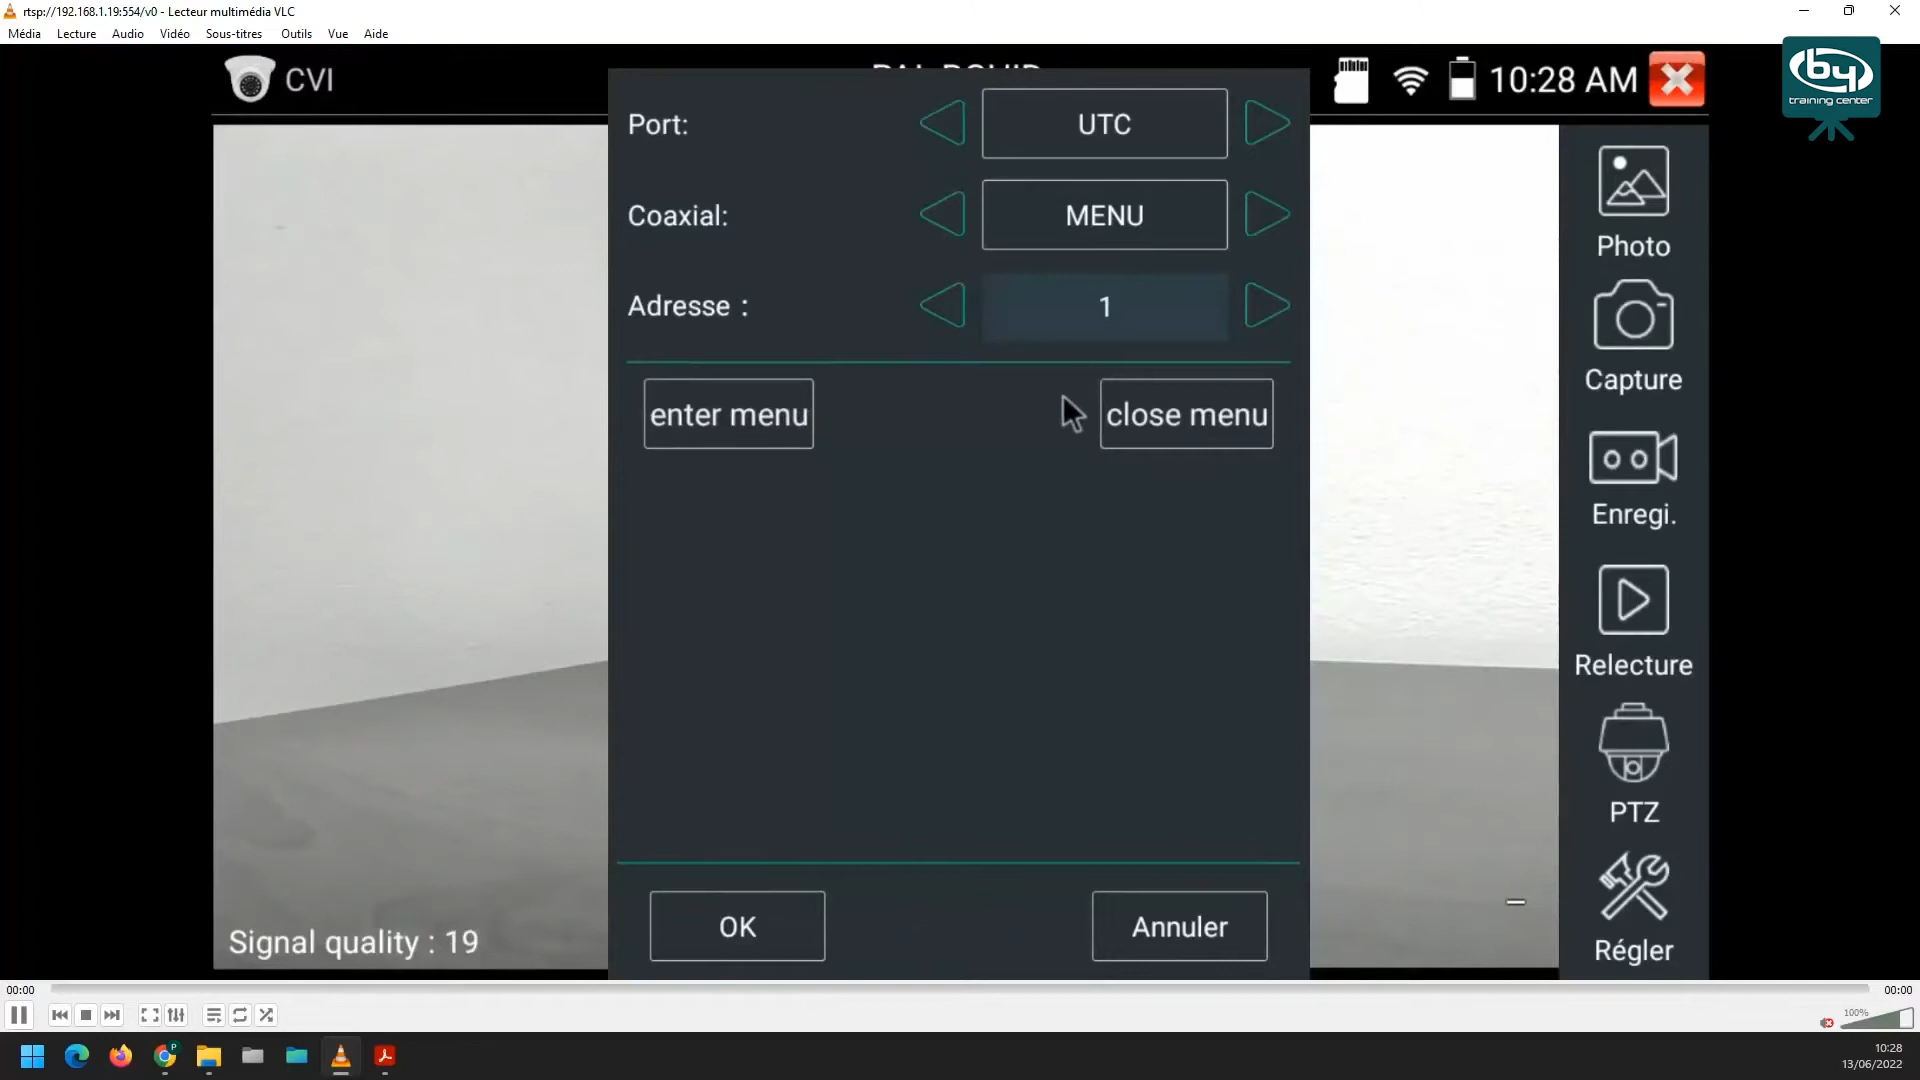 rtsp://192.168.1.19:554/v0 - Lecteur multimédia VLC
Média Lecture Audio Vidéo Sous-titres Outils Vue Aide
CVI
10:28 AM
by
training center
Port:
UTC
Coaxial:
MENU
Adresse :
1
enter menu
close menu
OK
Annuler
Photo
Capture
Enregi.
Relecture
PTZ
Régler
Signal quality : 19
00:00
00:00
100%
P
10:28
13/06/2022